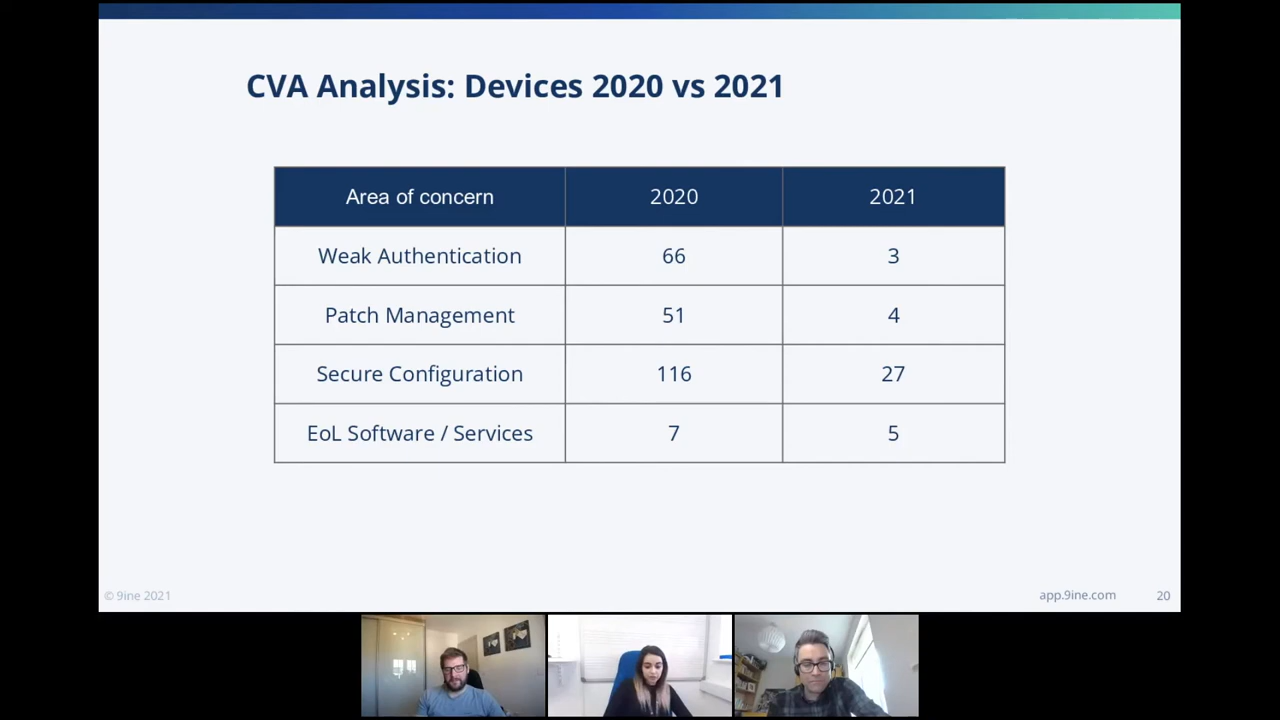 CVA Analysis: Devices 2020 vs 2021
Area of concern 2020 2021
Weak Authentication 66 3
Patch Management 51 4
Secure Configuration 116 27
EoL Software / Services 7 5
© 9ine 2021 app.9ine.com 20